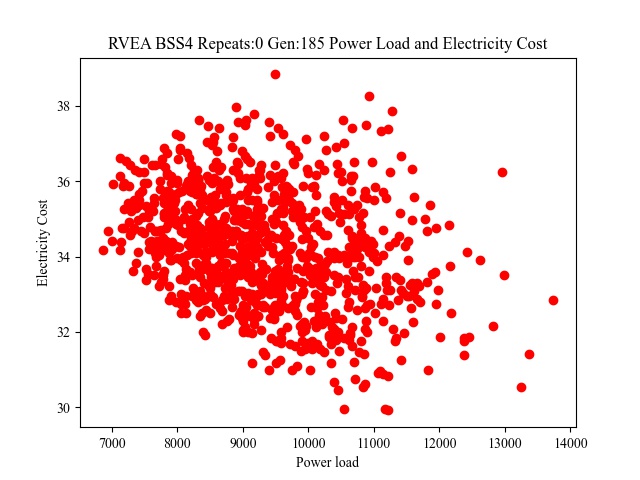 RVEA BSS4 Repeats:0 Gen:185 Power Load and Electricity Cost
38
36
34
32
30
Electricity Cost
7000 8000 9000 10000 11000 12000 13000 14000
Power load